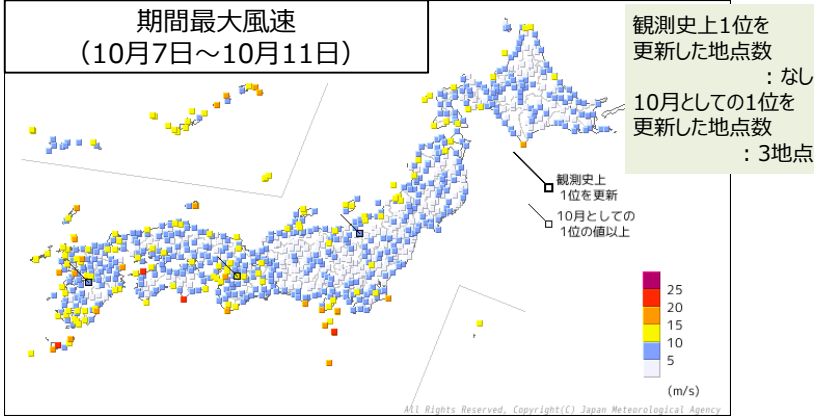 期間最大風速
(10月7日～10月11日)
観測史上1位を
更新した地点数
：なし
10月としての1位を
更新した地点数
：3地点
観測史上
1位を更新
10月としての
1位の値以上
25
20
15
10
5
(m/s)
All Rights Reserved, Copyright(C) Japan Meteorological Agency